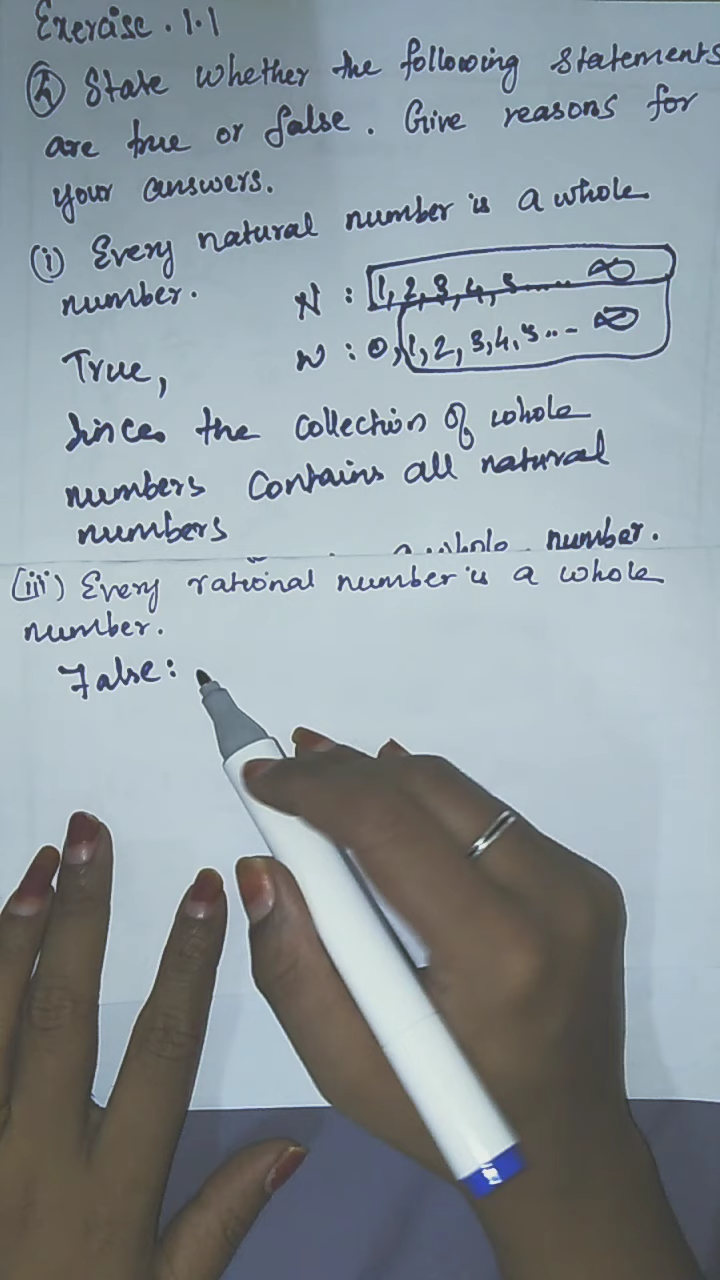 Exercise . 1.1
④ State whether the following statements
are true or false. Give reasons for
your answers.
(i) Every natural number is a whole
number.
N : 1, 2, 3, 4, 5..... ∞
True,
W : 0, 1, 2, 3, 4, 5... ∞
Since the collection of whole
numbers contains all natural
numbers
a whole number.
(iii) Every rational number is a whole
number.
False: